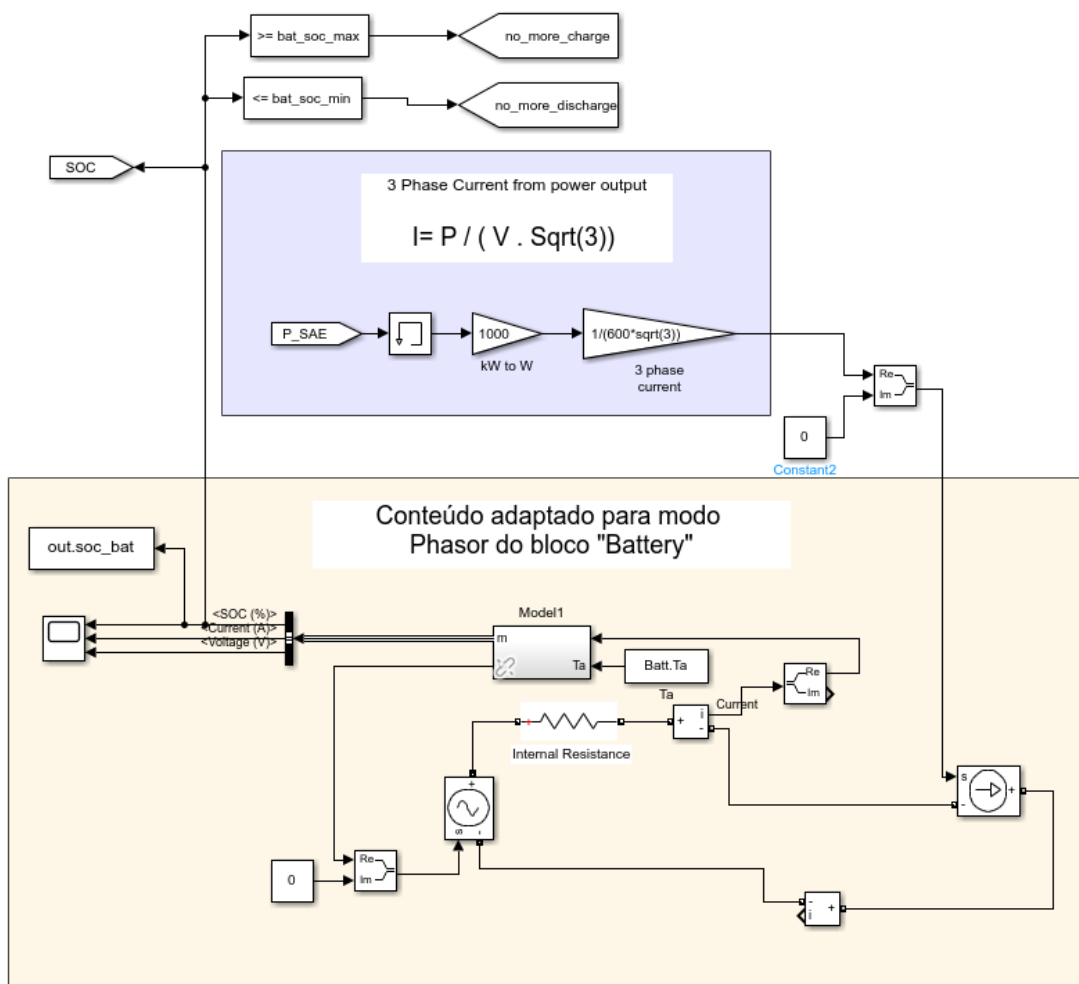 >= bat_soc_max
no_more_charge
<= bat_soc_min
no_more_discharge
SOC
3 Phase Current from power output
I= P / ( V . Sqrt(3))
P_SAE
1000
1/(600*sqrt(3))
kW to W
3 phase
current
Re
Im
0
Constant2
Conteúdo adaptado para modo
Phasor do bloco "Battery"
out.soc_bat
<SOC (%)>
<Current (A)>
<Voltage (V)>
Model1
m
Ta
Batt.Ta
Ta
Re
Im
Current
+
i
-
Internal Resistance
s
-
+
+
s
-
Re
Im
0
-
i
+